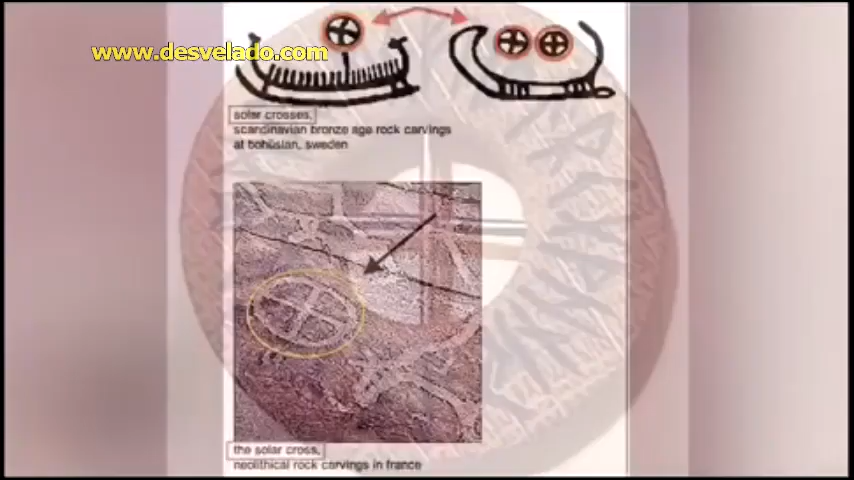 www.desvelado.com
solar crosses,
scandinavian bronze age rock carvings
at bohüslan, sweden
the solar cross,
neolithical rock carvings in france